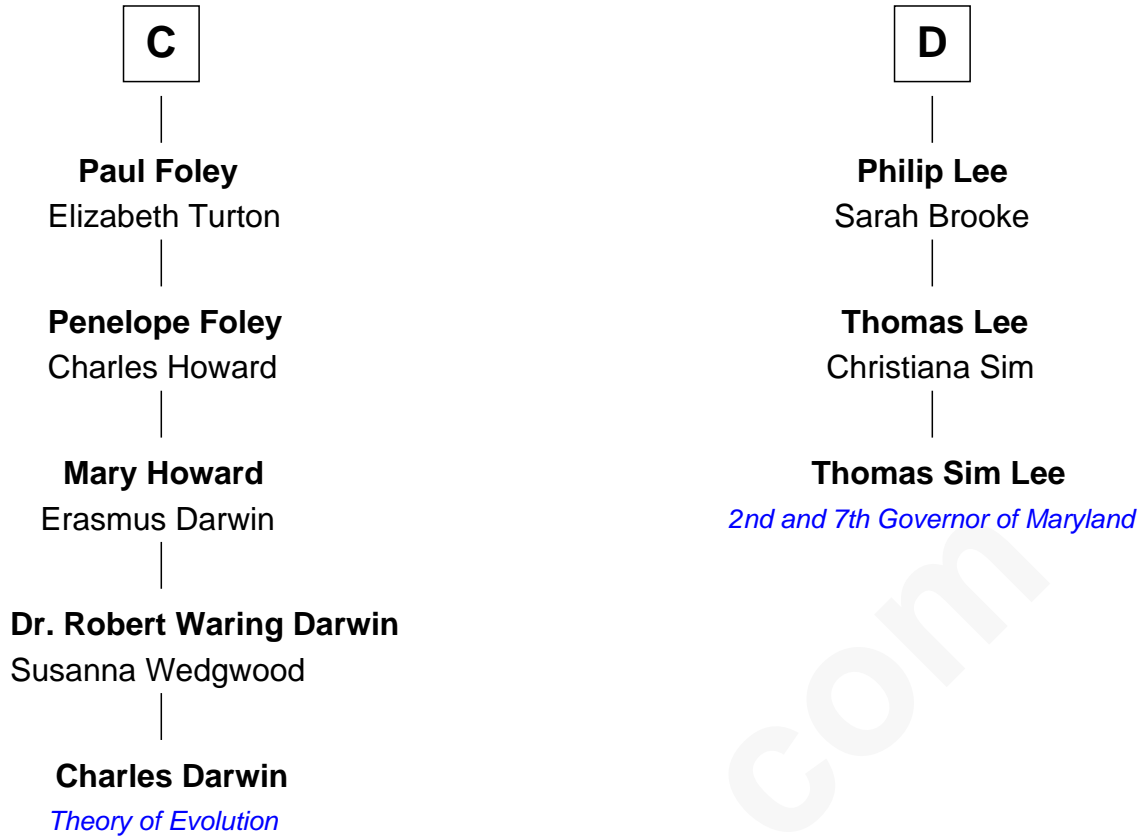 C
Paul Foley
Elizabeth Turton
Penelope Foley
Charles Howard
Mary Howard
Erasmus Darwin
Dr. Robert Waring Darwin
Susanna Wedgwood
Charles Darwin
Theory of Evolution
D
Philip Lee
Sarah Brooke
Thomas Lee
Christiana Sim
Thomas Sim Lee
2nd and 7th Governor of Maryland
com